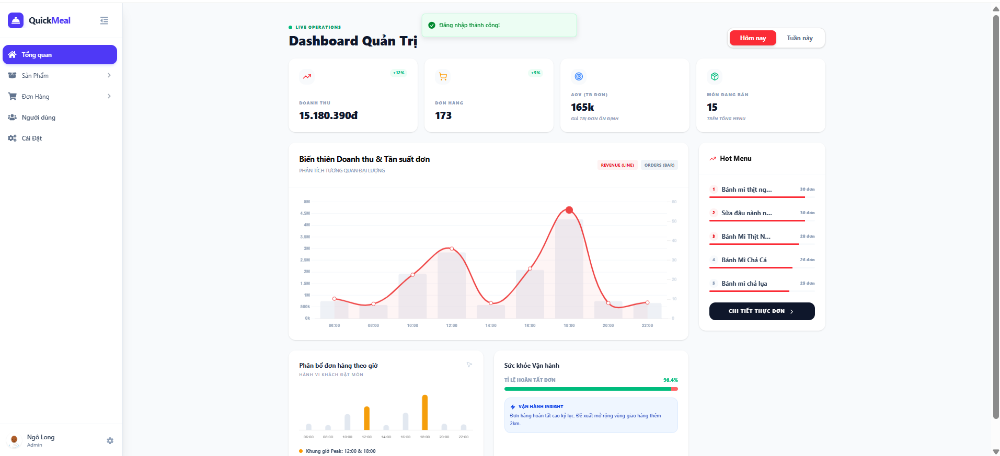 QuickMeal
Tổng quan
Sản Phẩm
Đơn Hàng
Người dùng
Cài Đặt
Ngô Long
Admin
Đăng nhập thành công!
LIVE OPERATIONS
Dashboard Quản Trị
Hôm nay
Tuần này
+12%
DOANH THU
15.180.390đ
+5%
ĐƠN HÀNG
173
AOV (TB ĐƠN)
165k
GIÁ TRỊ ĐƠN ỔN ĐỊNH
MÓN ĐANG BÁN
15
TRÊN TỔNG MENU
Biến thiên Doanh thu & Tần suất đơn
PHÂN TÍCH TƯƠNG QUAN ĐẠI LƯỢNG
REVENUE (LINE)
ORDERS (BAR)
5M
4.5M
4M
3.5M
3M
2.5M
2M
1.5M
1M
500k
0k
60
50
40
30
20
10
0
06:00 08:00 10:00 12:00 14:00 16:00 18:00 20:00 22:00
Hot Menu
1 Bánh mì thịt ng... 30 đơn
2 Sữa đậu nành n... 30 đơn
3 Bánh Mì Thịt N... 28 đơn
4 Bánh Mì Chả Cá 26 đơn
5 Bánh mì chả lụa 25 đơn
CHI TIẾT THỰC ĐƠN
Phân bổ đơn hàng theo giờ
HÀNH VI KHÁCH ĐẶT MÓN
06:00 08:00 10:00 12:00 14:00 16:00 18:00 20:00 22:00
Khung giờ Peak: 12:00 & 18:00
Sức khỏe Vận hành
TỈ LỆ HOÀN TẤT ĐƠN 96.4%
VẬN HÀNH INSIGHT
Đơn hàng hoàn tất cao kỷ lục. Đề xuất mở rộng vùng giao hàng thêm
2km.